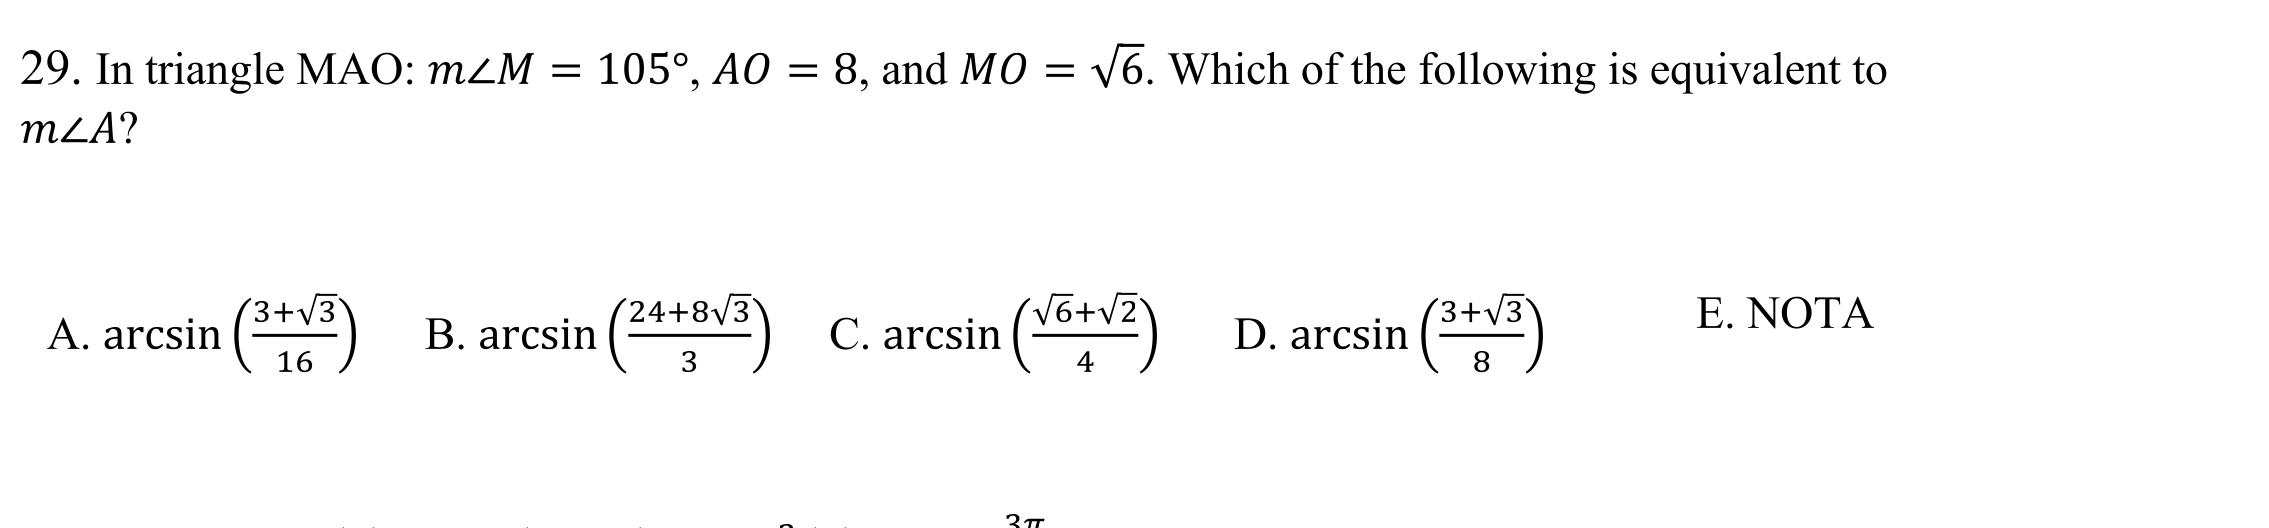 29. In triangle MAO: m∠M = 105°, AO = 8, and MO = √6. Which of the following is equivalent to
m∠A?
A. arcsin((3+√3)/16) B. arcsin((24+8√3)/3) C. arcsin((√6+√2)/4) D. arcsin((3+√3)/8) E. NOTA
3π